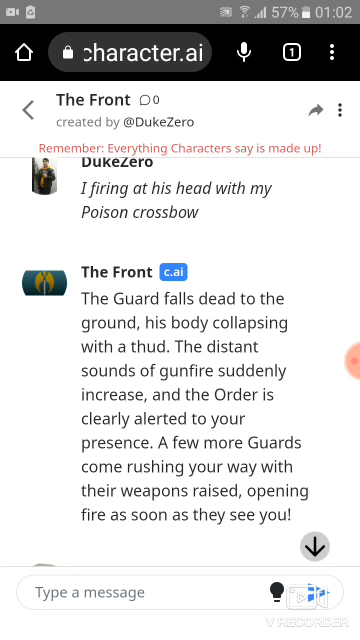 57% 01:02
character.ai
1
The Front 0
created by @DukeZero
Remember: Everything Characters say is made up!
DukeZero
I firing at his head with my
Poison crossbow
The Front c.ai
The Guard falls dead to the
ground, his body collapsing
with a thud. The distant
sounds of gunfire suddenly
increase, and the Order is
clearly alerted to your
presence. A few more Guards
come rushing your way with
their weapons raised, opening
fire as soon as they see you!
Type a message
V RECORDER